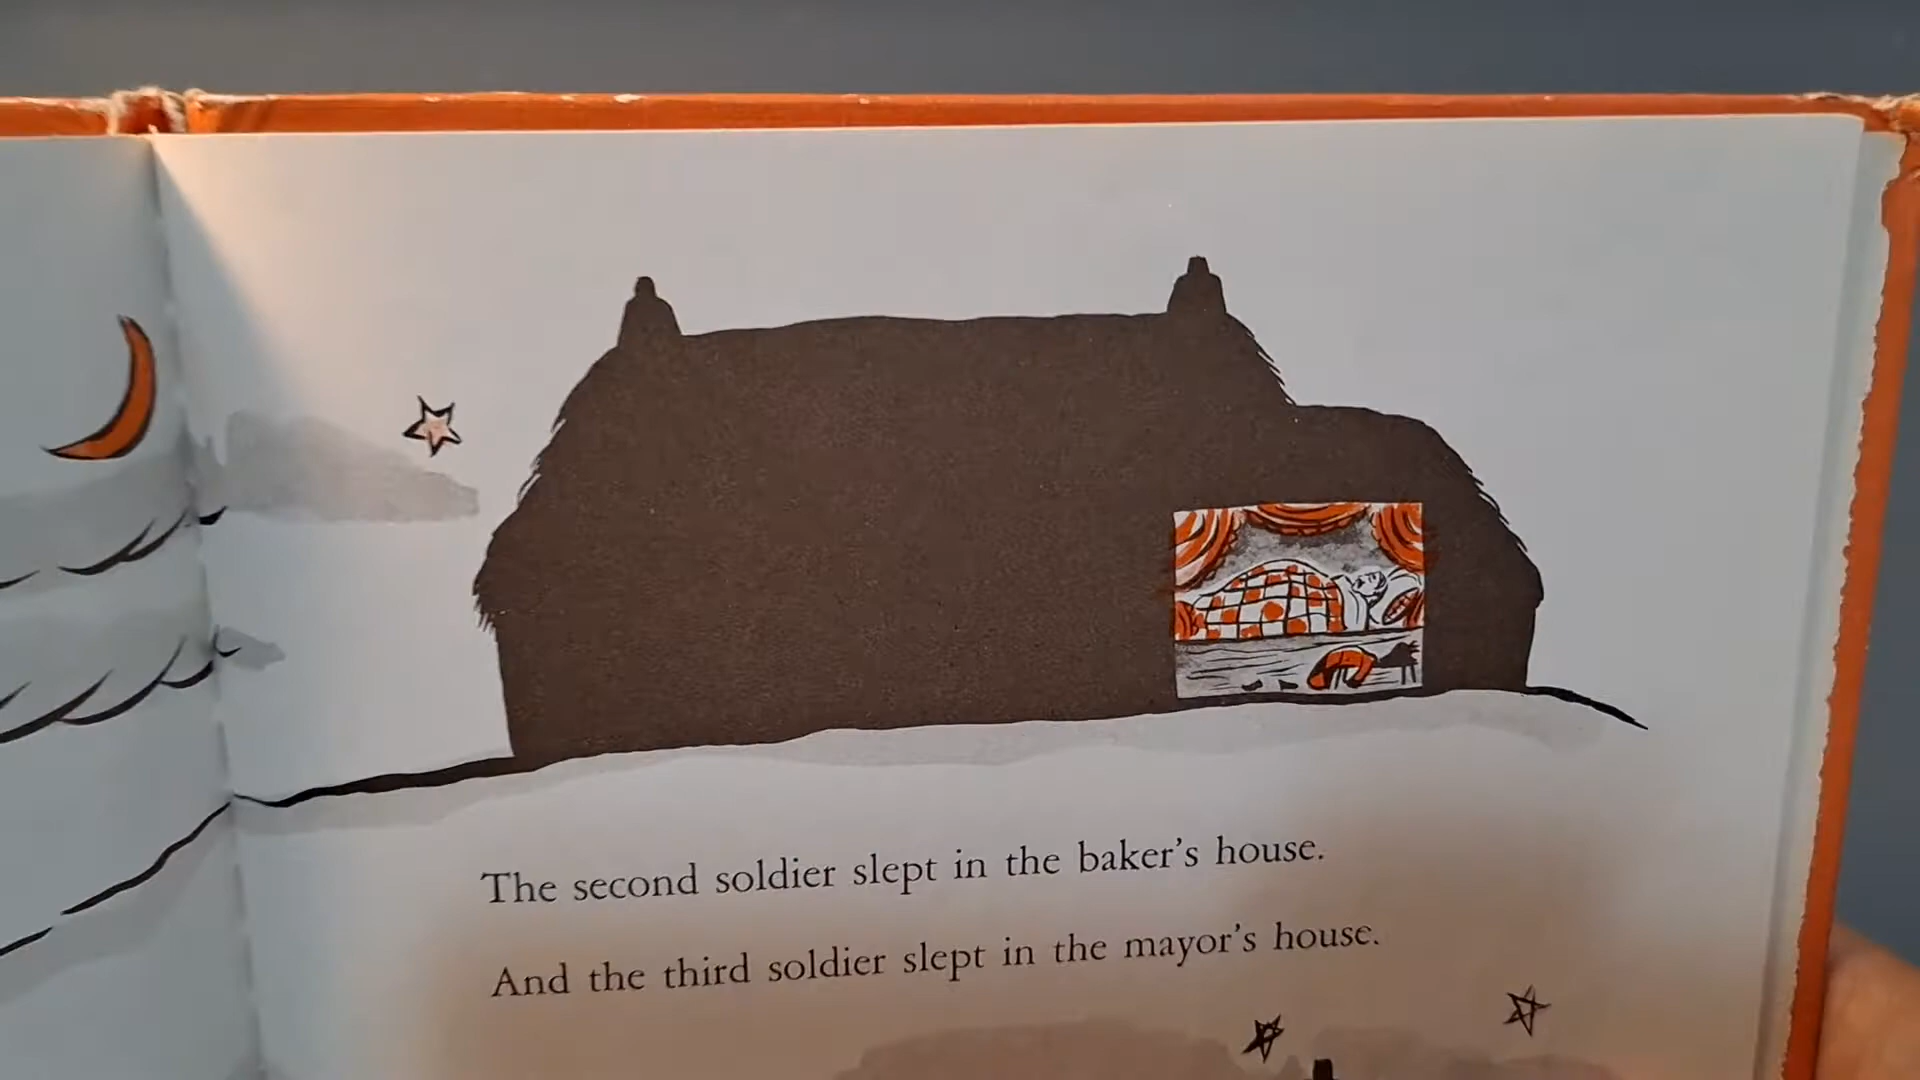 The second soldier slept in the baker's house.
And the third soldier slept in the mayor's house.